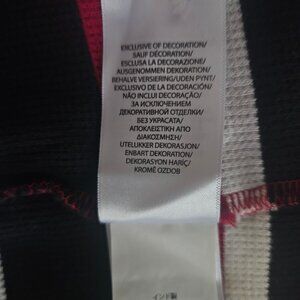 EXCLUSIVE OF DECORATION/
SAUF DÉCORATION/
ESCLUSA LA DECORAZIONE/
AUSGENOMMEN DEKORATION/
BEHALVE VERSIERING/UDEN PYNT/
EXCLUSIVO DE LA DECORACIÓN/
NÃO INCLUI DECORAÇÃO/
ЗА ИСКЛЮЧЕНИЕМ
ДЕКОРАТИВНОЙ ОТДЕЛКИ/
БЕЗ УКРАСАТА/
ΑΠΟΚΛΕΙΣΤΙΚΗ ΑΠΟ
ΔΙΑΚΟΣΜΗΣΗ/
UTELUKKER DEKORASJON/
ENBART DEKORATION/
DEKORASYON HARİÇ/
KROMĚ OZDOB